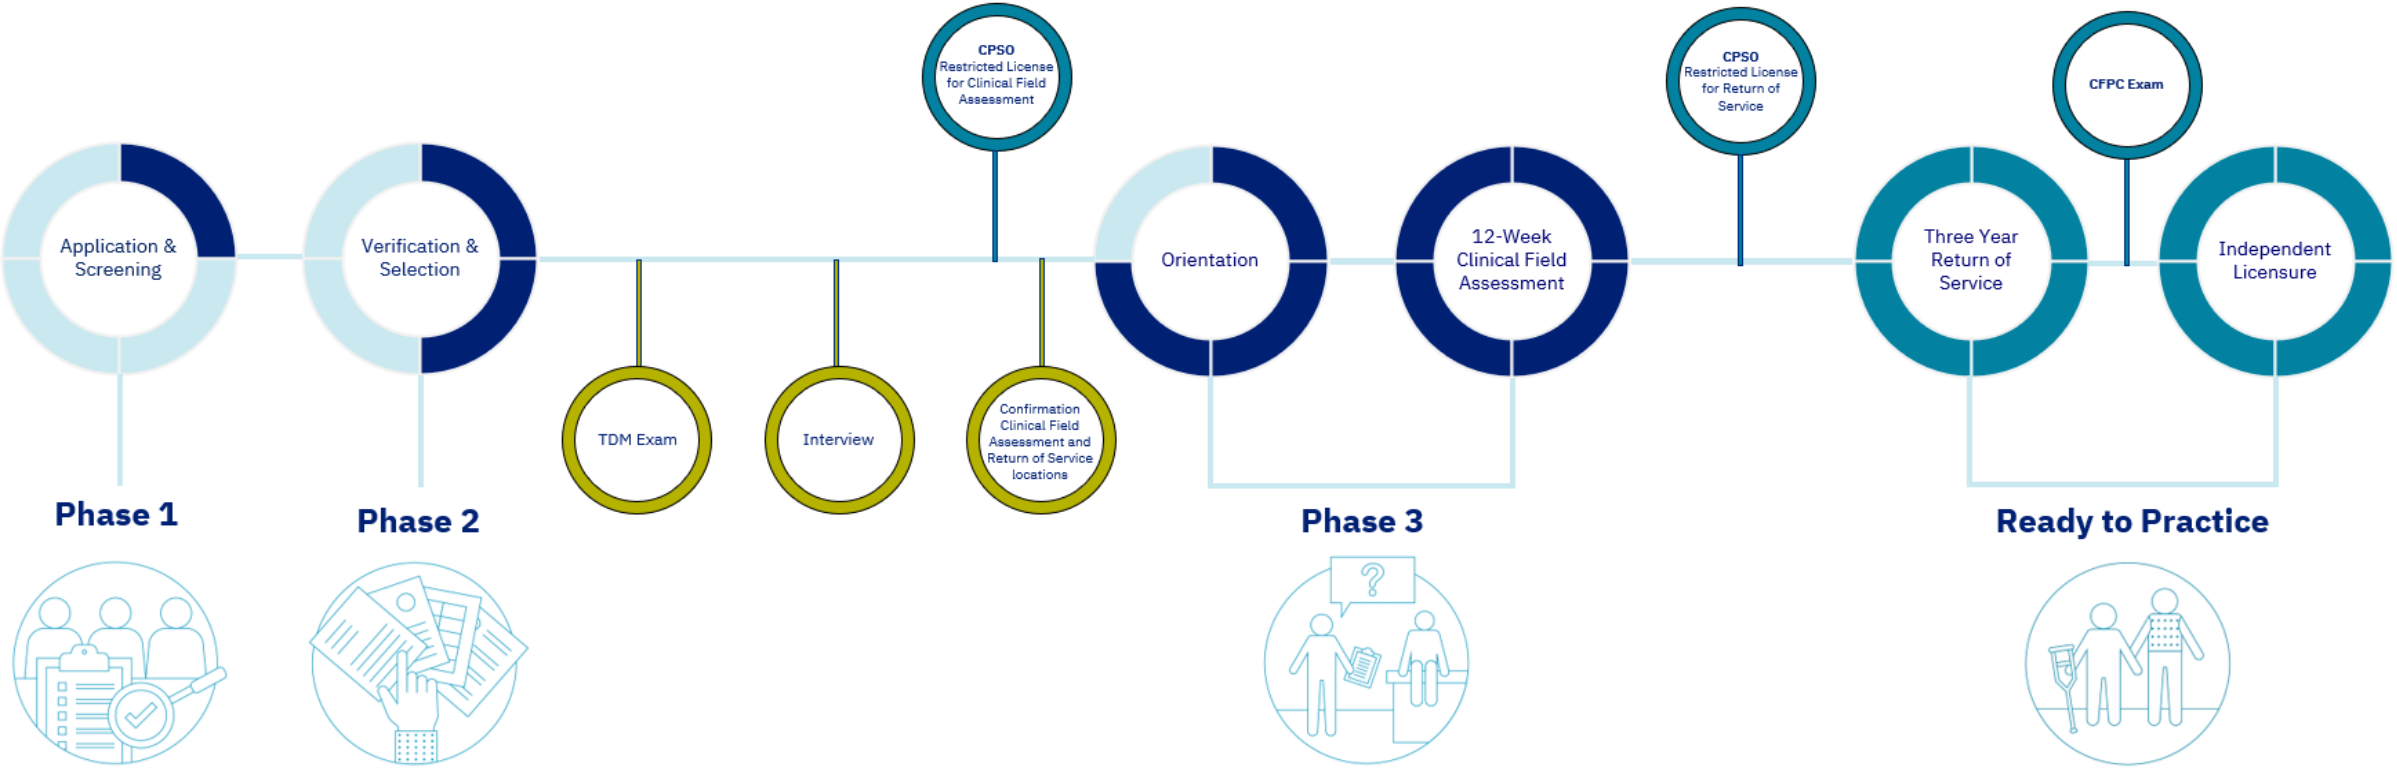 CPSO
Restricted License
for Clinical Field
Assessment
CPSO
Restricted License
for Return of
Service
CFPC Exam
Application &
Screening
Verification &
Selection
Orientation
12-Week
Clinical Field
Assessment
Three Year
Return of
Service
Independent
Licensure
TDM Exam
Interview
Confirmation
Clinical Field
Assessment and
Return of Service
locations
Phase 1
Phase 2
Phase 3
Ready to Practice
?